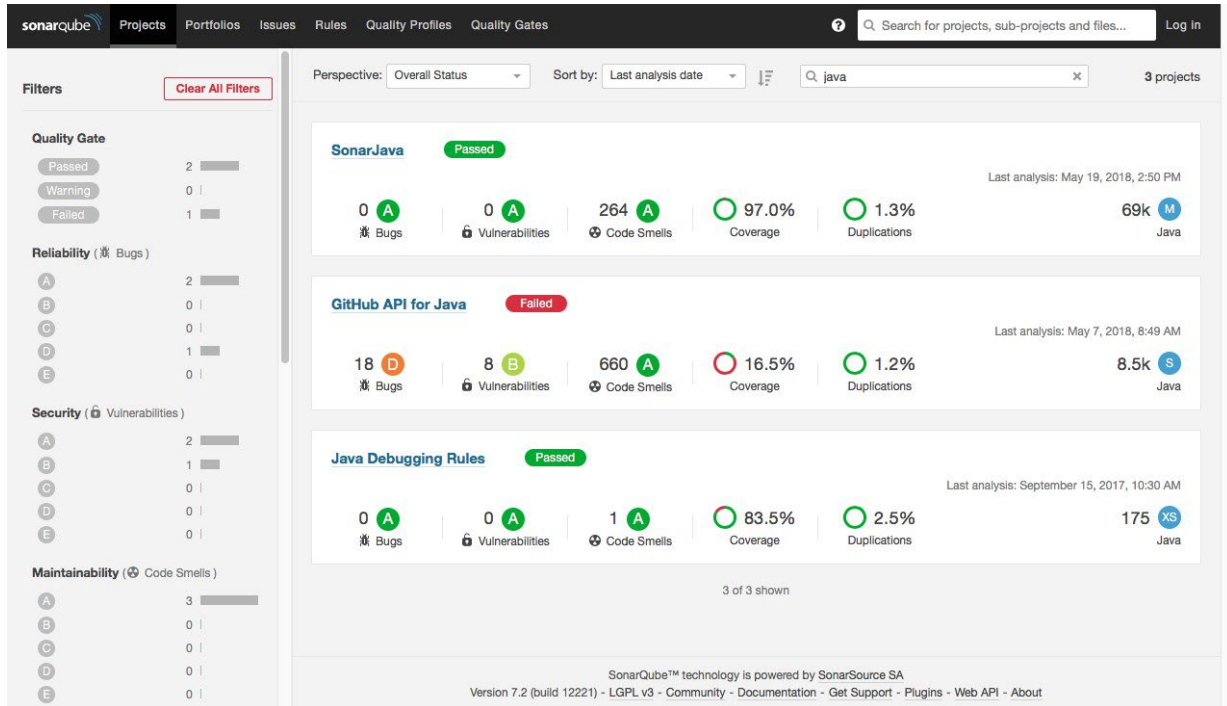 sonarqube Projects Portfolios Issues Rules Quality Profiles Quality Gates ? Search for projects, sub-projects and files... Log in
Filters Clear All Filters
Quality Gate
Passed 2
Warning 0
Failed 1
Reliability ( Bugs )
A 2
B 0
C 0
D 1
E 0
Security ( Vulnerabilities )
A 2
B 1
C 0
D 0
E 0
Maintainability ( Code Smells )
A 3
B 0
C 0
D 0
E 0
Perspective: Overall Status Sort by: Last analysis date java 3 projects
SonarJava Passed
Last analysis: May 19, 2018, 2:50 PM
0 A 0 A 264 A 97.0% 1.3% 69k M
Bugs Vulnerabilities Code Smells Coverage Duplications Java
GitHub API for Java Failed
Last analysis: May 7, 2018, 8:49 AM
18 D 8 B 660 A 16.5% 1.2% 8.5k S
Bugs Vulnerabilities Code Smells Coverage Duplications Java
Java Debugging Rules Passed
Last analysis: September 15, 2017, 10:30 AM
0 A 0 A 1 A 83.5% 2.5% 175 XS
Bugs Vulnerabilities Code Smells Coverage Duplications Java
3 of 3 shown
SonarQube™ technology is powered by SonarSource SA
Version 7.2 (build 12221) - LGPL v3 - Community - Documentation - Get Support - Plugins - Web API - About